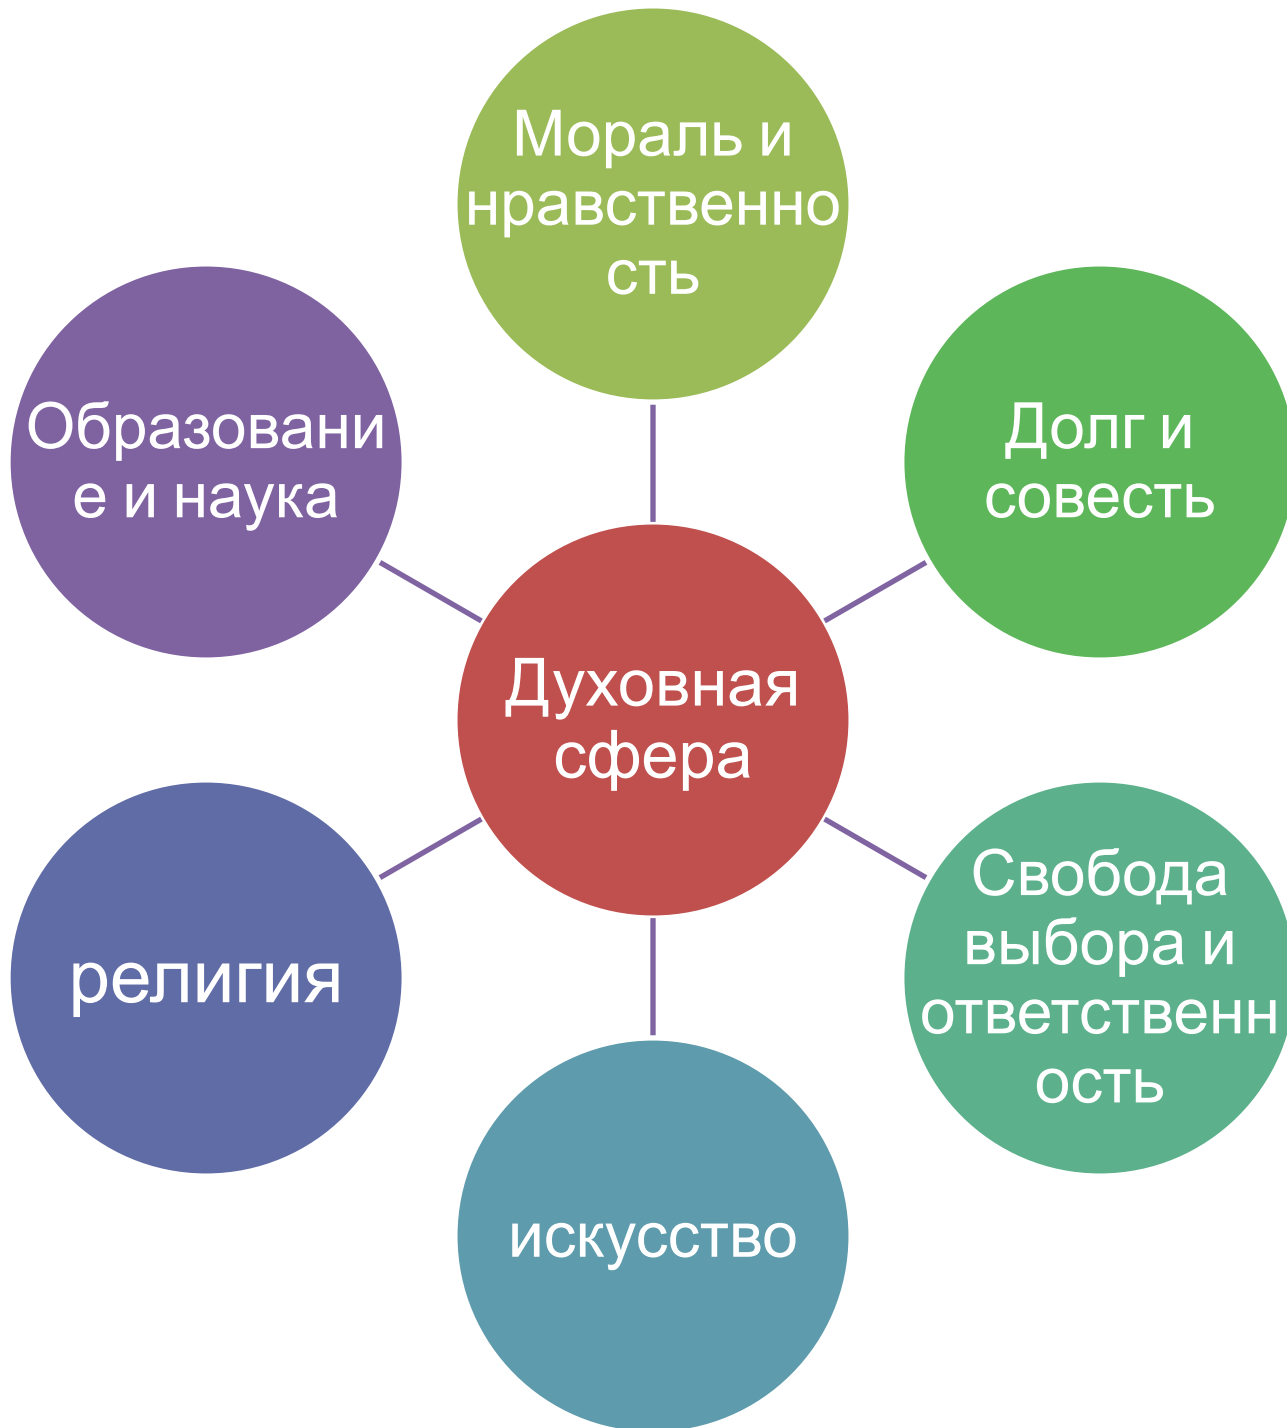 Мораль и
нравственно
сть
Образовани
е и наука
Долг и
совесть
Духовная
сфера
религия
Свобода
выбора и
ответственн
ость
искусство